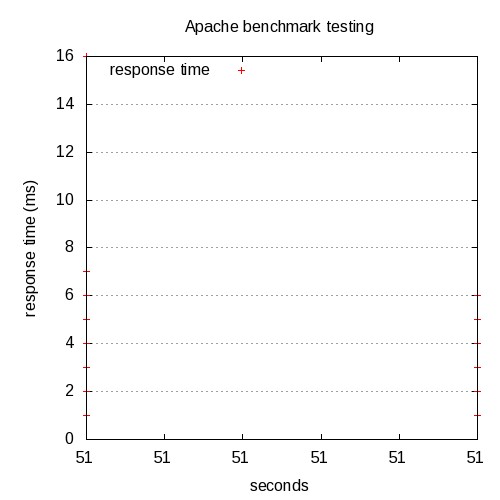 Apache benchmark testing
16
response time
14
12
10
8
6
4
2
0
response time (ms)
51 51 51 51 51 51
seconds